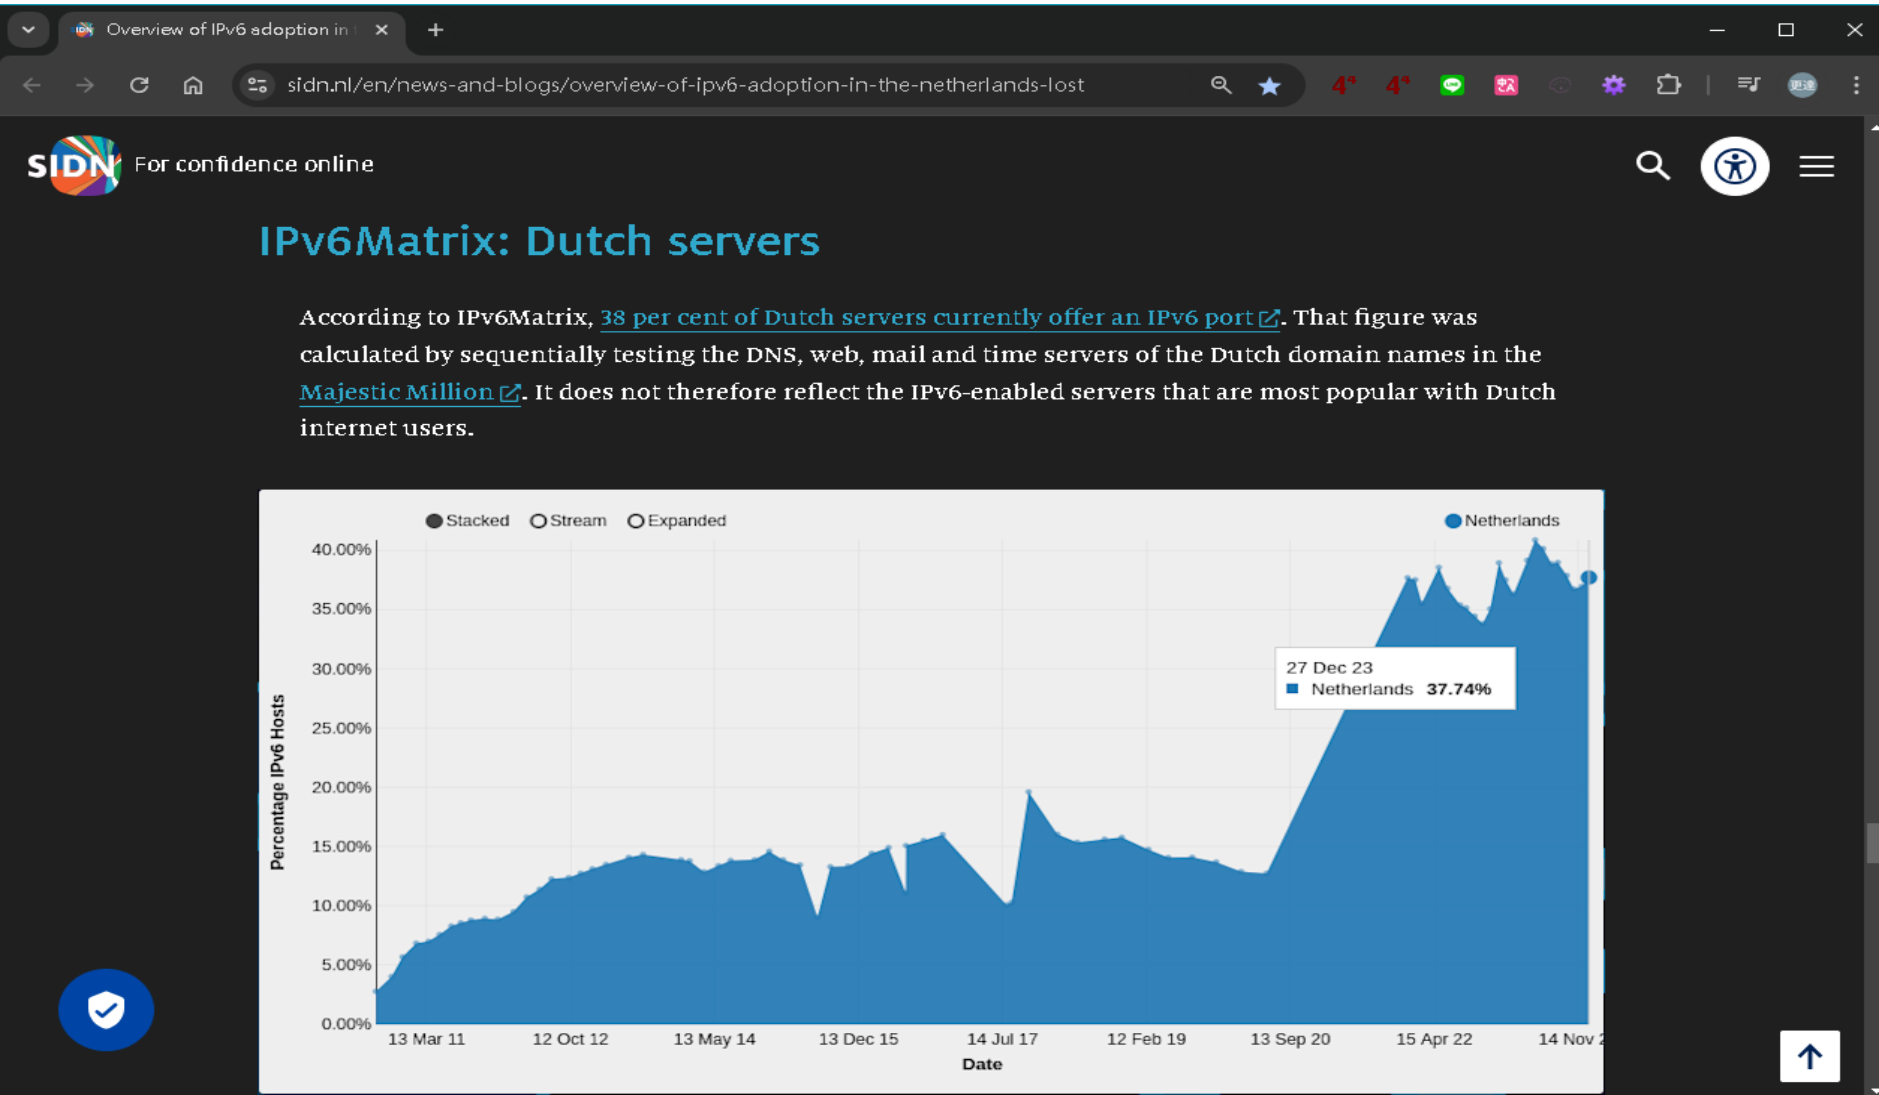 Overview of IPv6 adoption in
sidn.nl/en/news-and-blogs/overview-of-ipv6-adoption-in-the-netherlands-lost
SIDN For confidence online
IPv6Matrix: Dutch servers
According to IPv6Matrix, 38 per cent of Dutch servers currently offer an IPv6 port. That figure was
calculated by sequentially testing the DNS, web, mail and time servers of the Dutch domain names in the
Majestic Million. It does not therefore reflect the IPv6-enabled servers that are most popular with Dutch
internet users.
Stacked Stream Expanded Netherlands
40.00%
35.00%
30.00%
25.00%
20.00%
15.00%
10.00%
5.00%
0.00%
Percentage IPv6 Hosts
27 Dec 23
Netherlands 37.74%
13 Mar 11 12 Oct 12 13 May 14 13 Dec 15 14 Jul 17 12 Feb 19 13 Sep 20 15 Apr 22 14 Nov 2
Date